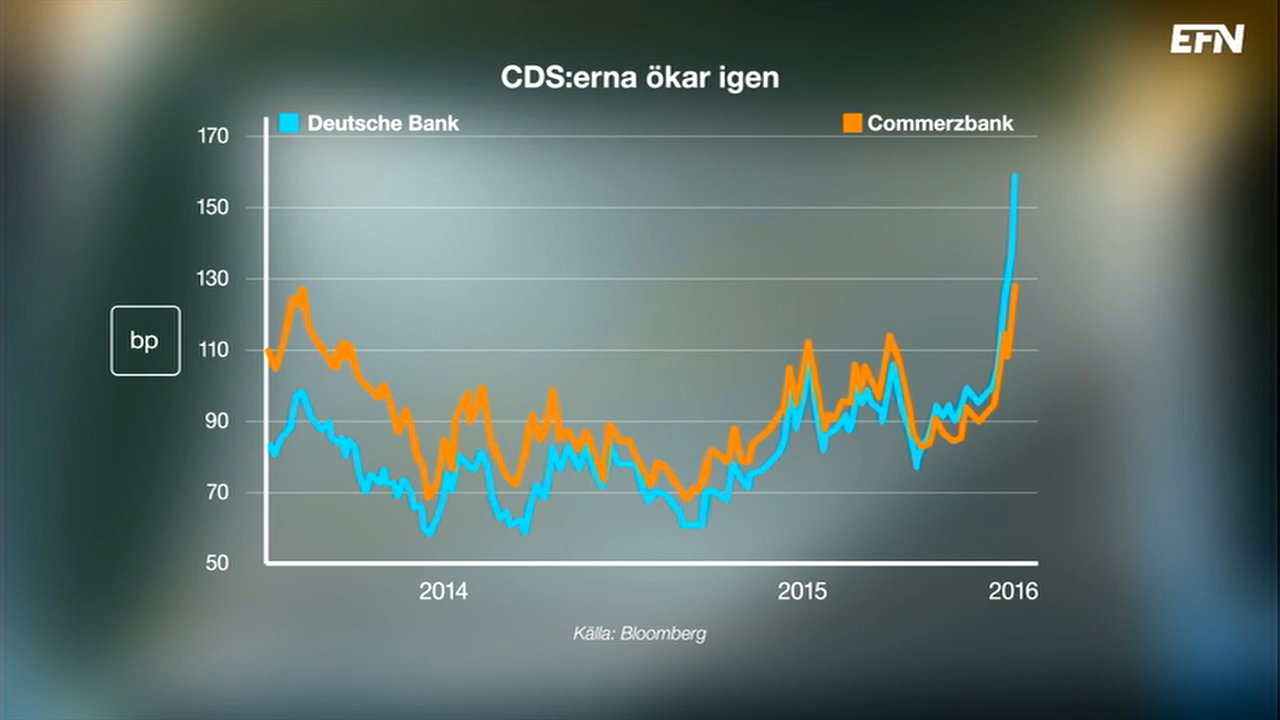 EFN
CDS:erna ökar igen
Deutsche Bank
Commerzbank
170
150
130
110
90
70
50
bp
2014
2015
2016
Källa: Bloomberg